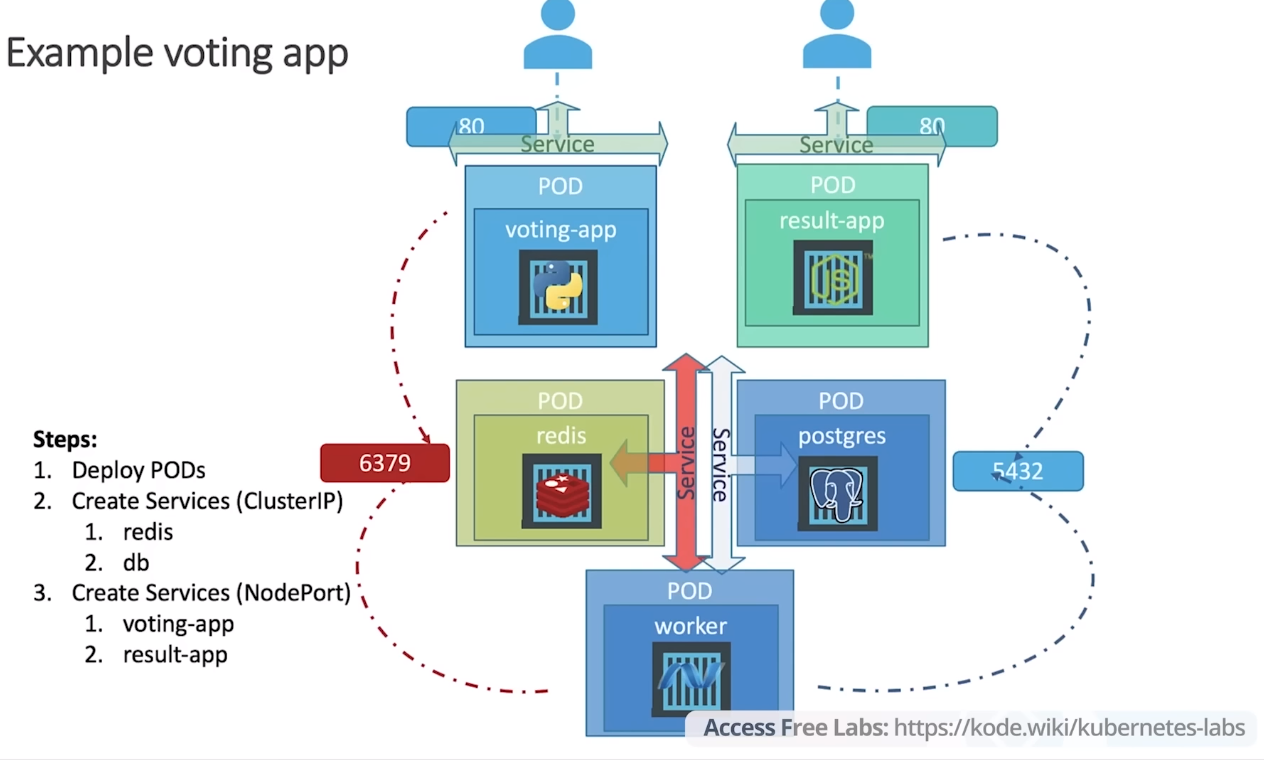 Example voting app
80
Service
80
Service
POD
voting-app
POD
result-app
JS
TM
POD
redis
Service
Service
POD
postgres
6379
5432
Steps:
1. Deploy PODs
2. Create Services (ClusterIP)
1. redis
2. db
3. Create Services (NodePort)
1. voting-app
2. result-app
POD
worker
Access Free Labs: https://kode.wiki/kubernetes-labs